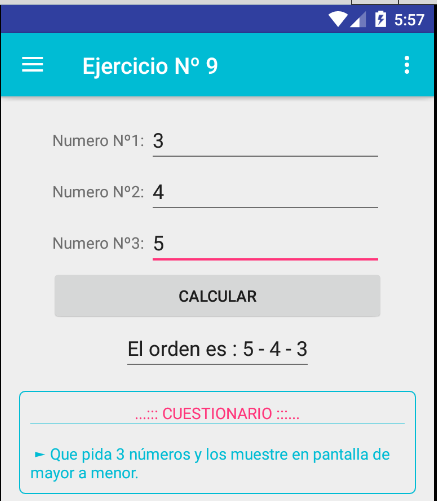 5:57
Ejercicio Nº 9
Numero Nº1: 3
Numero Nº2: 4
Numero Nº3: 5
CALCULAR
El orden es : 5 - 4 - 3
...::: CUESTIONARIO :::...
► Que pida 3 números y los muestre en pantalla de
mayor a menor.